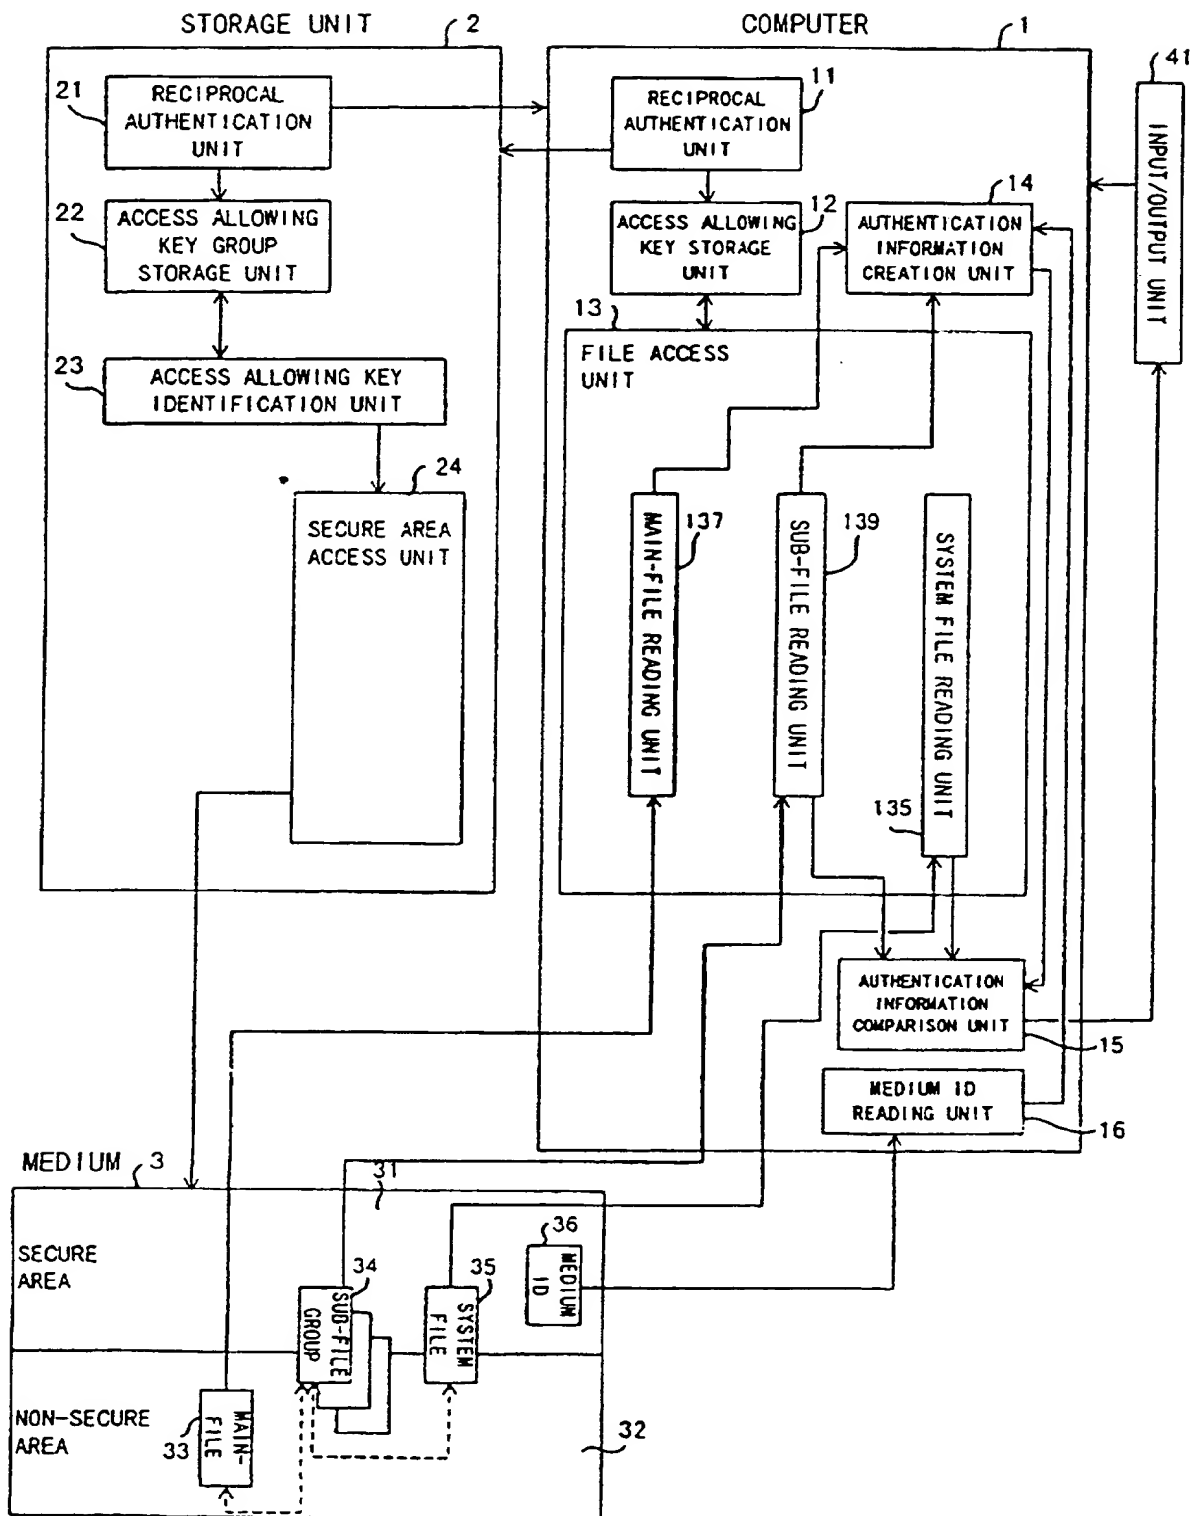 STORAGE UNIT
2
COMPUTER
1
41
21
RECIPROCAL
AUTHENTICATION
UNIT
RECIPROCAL
AUTHENTICATION
UNIT
11
INPUT/OUTPUT UNIT
22
ACCESS ALLOWING
KEY GROUP
STORAGE UNIT
ACCESS ALLOWING
KEY STORAGE
UNIT
12
14
AUTHENTICATION
INFORMATION
CREATION UNIT
23
ACCESS ALLOWING KEY
IDENTIFICATION UNIT
13
FILE ACCESS
UNIT
24
SECURE AREA
ACCESS UNIT
MAIN-FILE READING UNIT
137
SUB-FILE READING UNIT
139
SYSTEM FILE READING UNIT
135
AUTHENTICATION
INFORMATION
COMPARISON UNIT
15
MEDIUM ID
READING UNIT
16
MEDIUM
3
31
SECURE
AREA
34
SUB-FILE
GROUP
35
SYSTEM
FILE
36
MEDIUM
ID
NON-SECURE
AREA
33
MAIN-
FILE
32